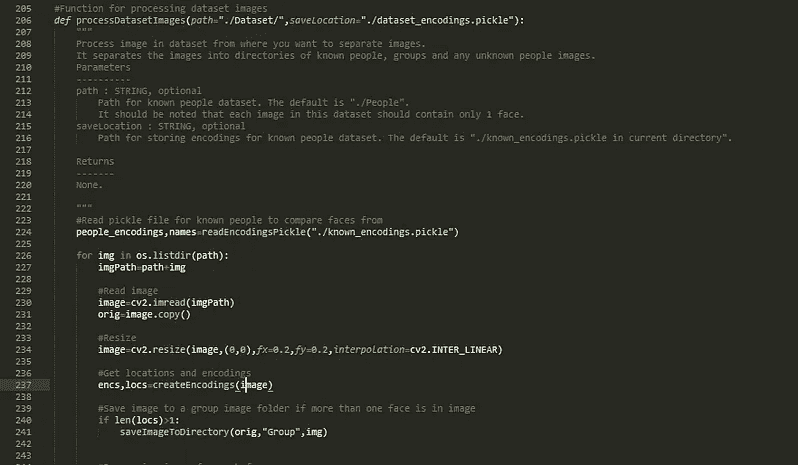 205 #Function for processing dataset images
206 def processDatasetImages(path="./Dataset/",saveLocation="./dataset_encodings.pickle"):
207 """
208 Process image in dataset from where you want to separate images.
209 It separates the images into directories of known people, groups and any unknown people images.
210 Parameters
211 ----------
212 path : STRING, optional
213 Path for known people dataset. The default is "./People".
214 It should be noted that each image in this dataset should contain only 1 face.
215 saveLocation : STRING, optional
216 Path for storing encodings for known people dataset. The default is "./known_encodings.pickle in current directory".
217
218 Returns
219 -------
220 None.
221
222 """
223 #Read pickle file for known people to compare faces from
224 people_encodings,names=readEncodingsPickle("./known_encodings.pickle")
225
226 for img in os.listdir(path):
227 imgPath=path+img
228
229 #Read image
230 image=cv2.imread(imgPath)
231 orig=image.copy()
232
233 #Resize
234 image=cv2.resize(image,(0,0),fx=0.2,fy=0.2,interpolation=cv2.INTER_LINEAR)
235
236 #Get locations and encodings
237 encs,locs=createEncodings(image)
238
239 #Save image to a group image folder if more than one face is in image
240 if len(locs)>1:
241 saveImageToDirectory(orig,"Group",img)
242
243